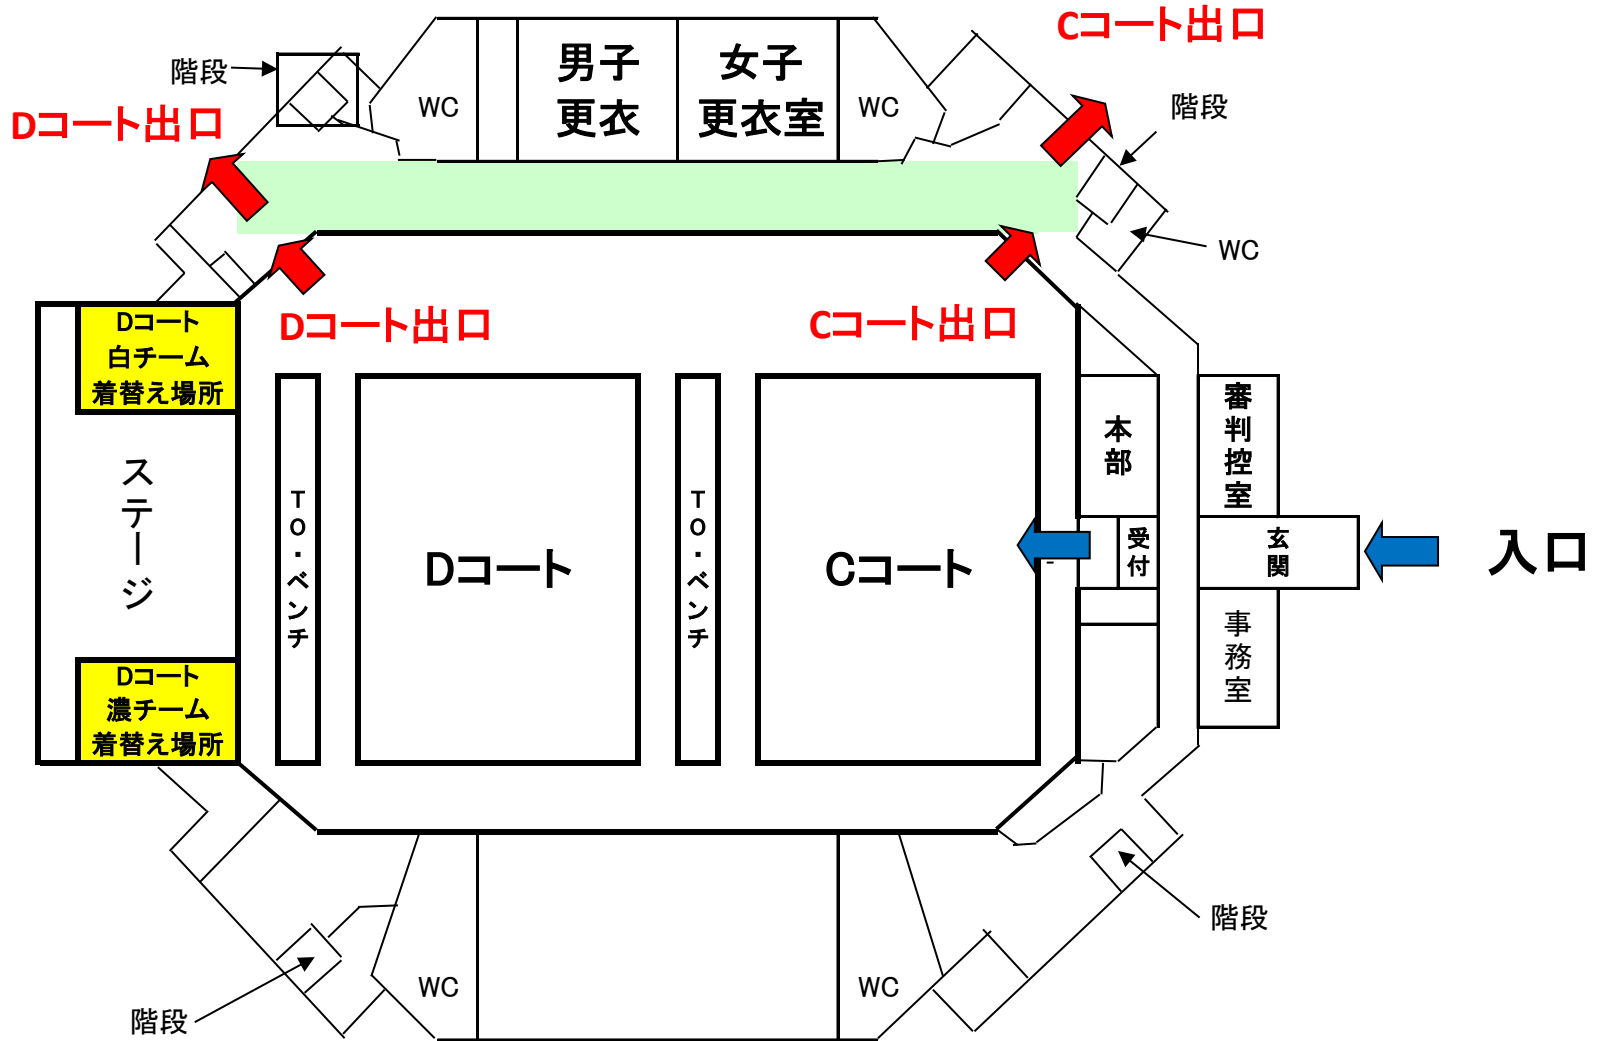 Cコート出口
階段
男子
更衣
女子
更衣室
WC
WC
階段
Dコート出口
WC
Dコート出口
Cコート出口
Dコート
白チーム
着替え場所
ステージ
TO・ベンチ
Dコート
TO・ベンチ
Cコート
本部
審判控室
受付
玄関
入口
事務室
Dコート
濃チーム
着替え場所
階段
WC
WC
階段